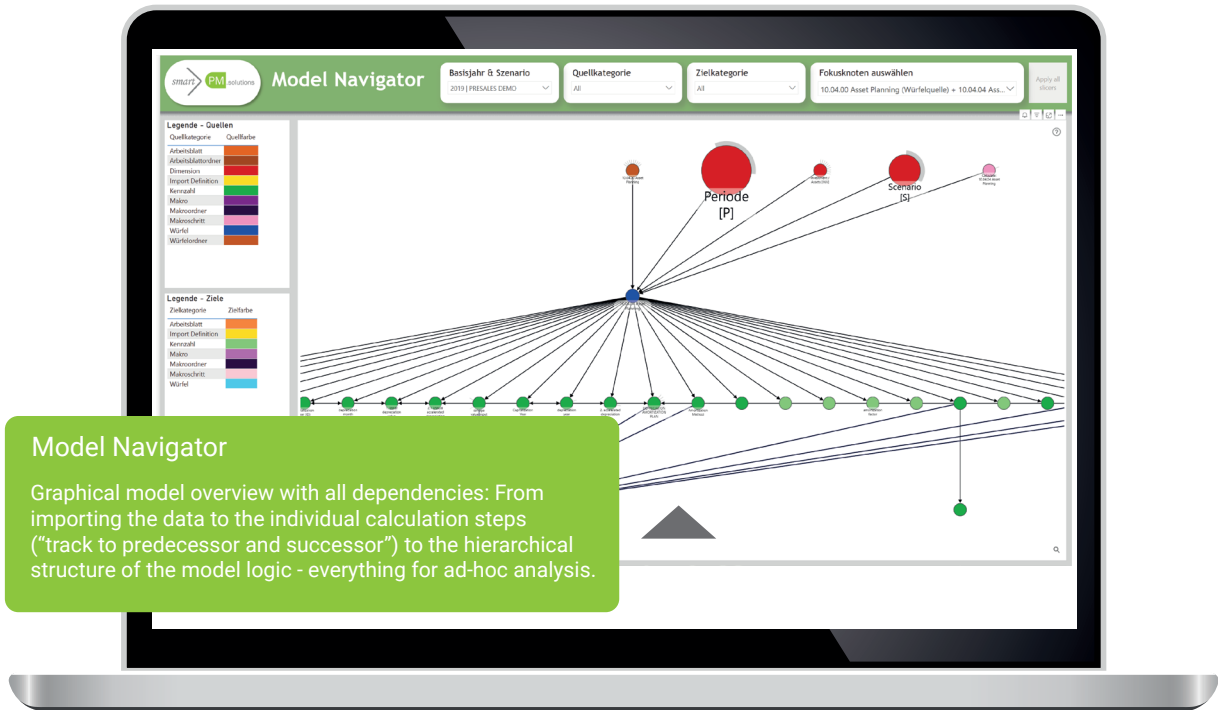 smart PM.solutions
Model Navigator
Basisjahr & Szenario
2019 | PRESALES DEMO
Quellkategorie
All
Zielkategorie
All
Fokusknoten auswählen
10.04.00 Asset Planning (Würfelquelle) + 10.04.04 Ass...
Apply all
slicers
Legende - Quellen
Quellkategorie Quellfarbe
Arbeitsblatt
Arbeitsblattordner
Dimension
Import Definition
Kennzahl
Makro
Makroordner
Makroschritt
Würfel
Würfelordner
Legende - Ziele
Zielkategorie Zielfarbe
Arbeitsblatt
Import Definition
Kennzahl
Makro
Makroordner
Makroschritt
Würfel
Periode
[P]
Scenario
[S]
Model Navigator
Graphical model overview with all dependencies: From
importing the data to the individual calculation steps
(“track to predecessor and successor”) to the hierarchical
structure of the model logic - everything for ad-hoc analysis.